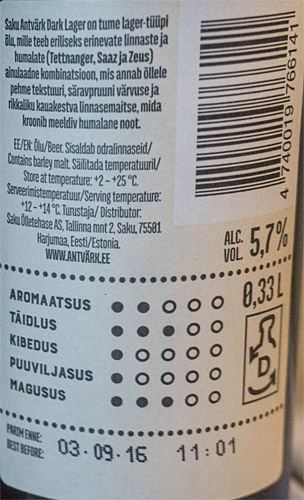 Saku Antvärk Dark Lager on tume lager-tüüpi
õlu, mille teeb eriliseks erinevate linnaste ja
humalate (Tettnanger, Saaz ja Zeus)
ainulaadne kombinatsioon, mis annab õllele
pehme tekstuuri, säravpruuni värvuse ja
rikkaliku kauakestva linnasemaitse, mida
kroonib meeldiv humalane noot.
EE/EN: Õlu/Beer. Sisaldab odralinnaseid/
Contains barley malt. Säilitada temperatuuril/
Store at temperature: +2 – +25 °C.
Serveerimistemperatuur/Serving temperature:
+12 – +14 °C. Turustaja/ Distributor:
Saku Õlletehase AS, Tallinna mnt 2, Saku, 75501
Harjumaa, Eesti/Estonia.
WWW.ANTVÄRK.EE
4 740019 766141
ALC.
VOL. 5,7%
0,33 L
AROMAATSUS
TÄIDLUS
KIBEDUS
PUUVILJASUS
MAGUSUS
D
PARIM ENNE:
BEST BEFORE: 03.09.16 11:01